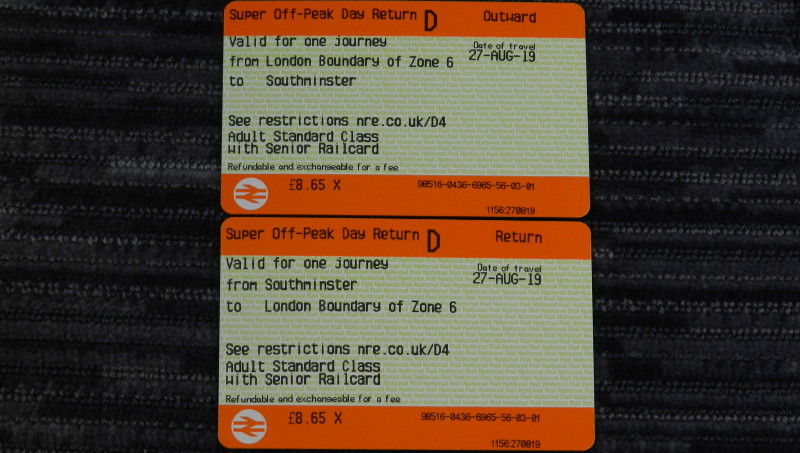 Super Off-Peak Day Return D Outward
Valid for one journey
Date of travel
from London Boundary of Zone 6 27-AUG-19
to Southminster
See restrictions nre.co.uk/D4
Adult Standard Class
with Senior Railcard
Refundable and exchangeable for a fee
£8.65 X 98516-0436-6965-56-03-01
1156:270819
Super Off-Peak Day Return D Return
Valid for one journey
Date of travel
from Southminster 27-AUG-19
to London Boundary of Zone 6
See restrictions nre.co.uk/D4
Adult Standard Class
with Senior Railcard
Refundable and exchangeable for a fee
£8.65 X 98516-0436-6965-56-03-01
1156:270819